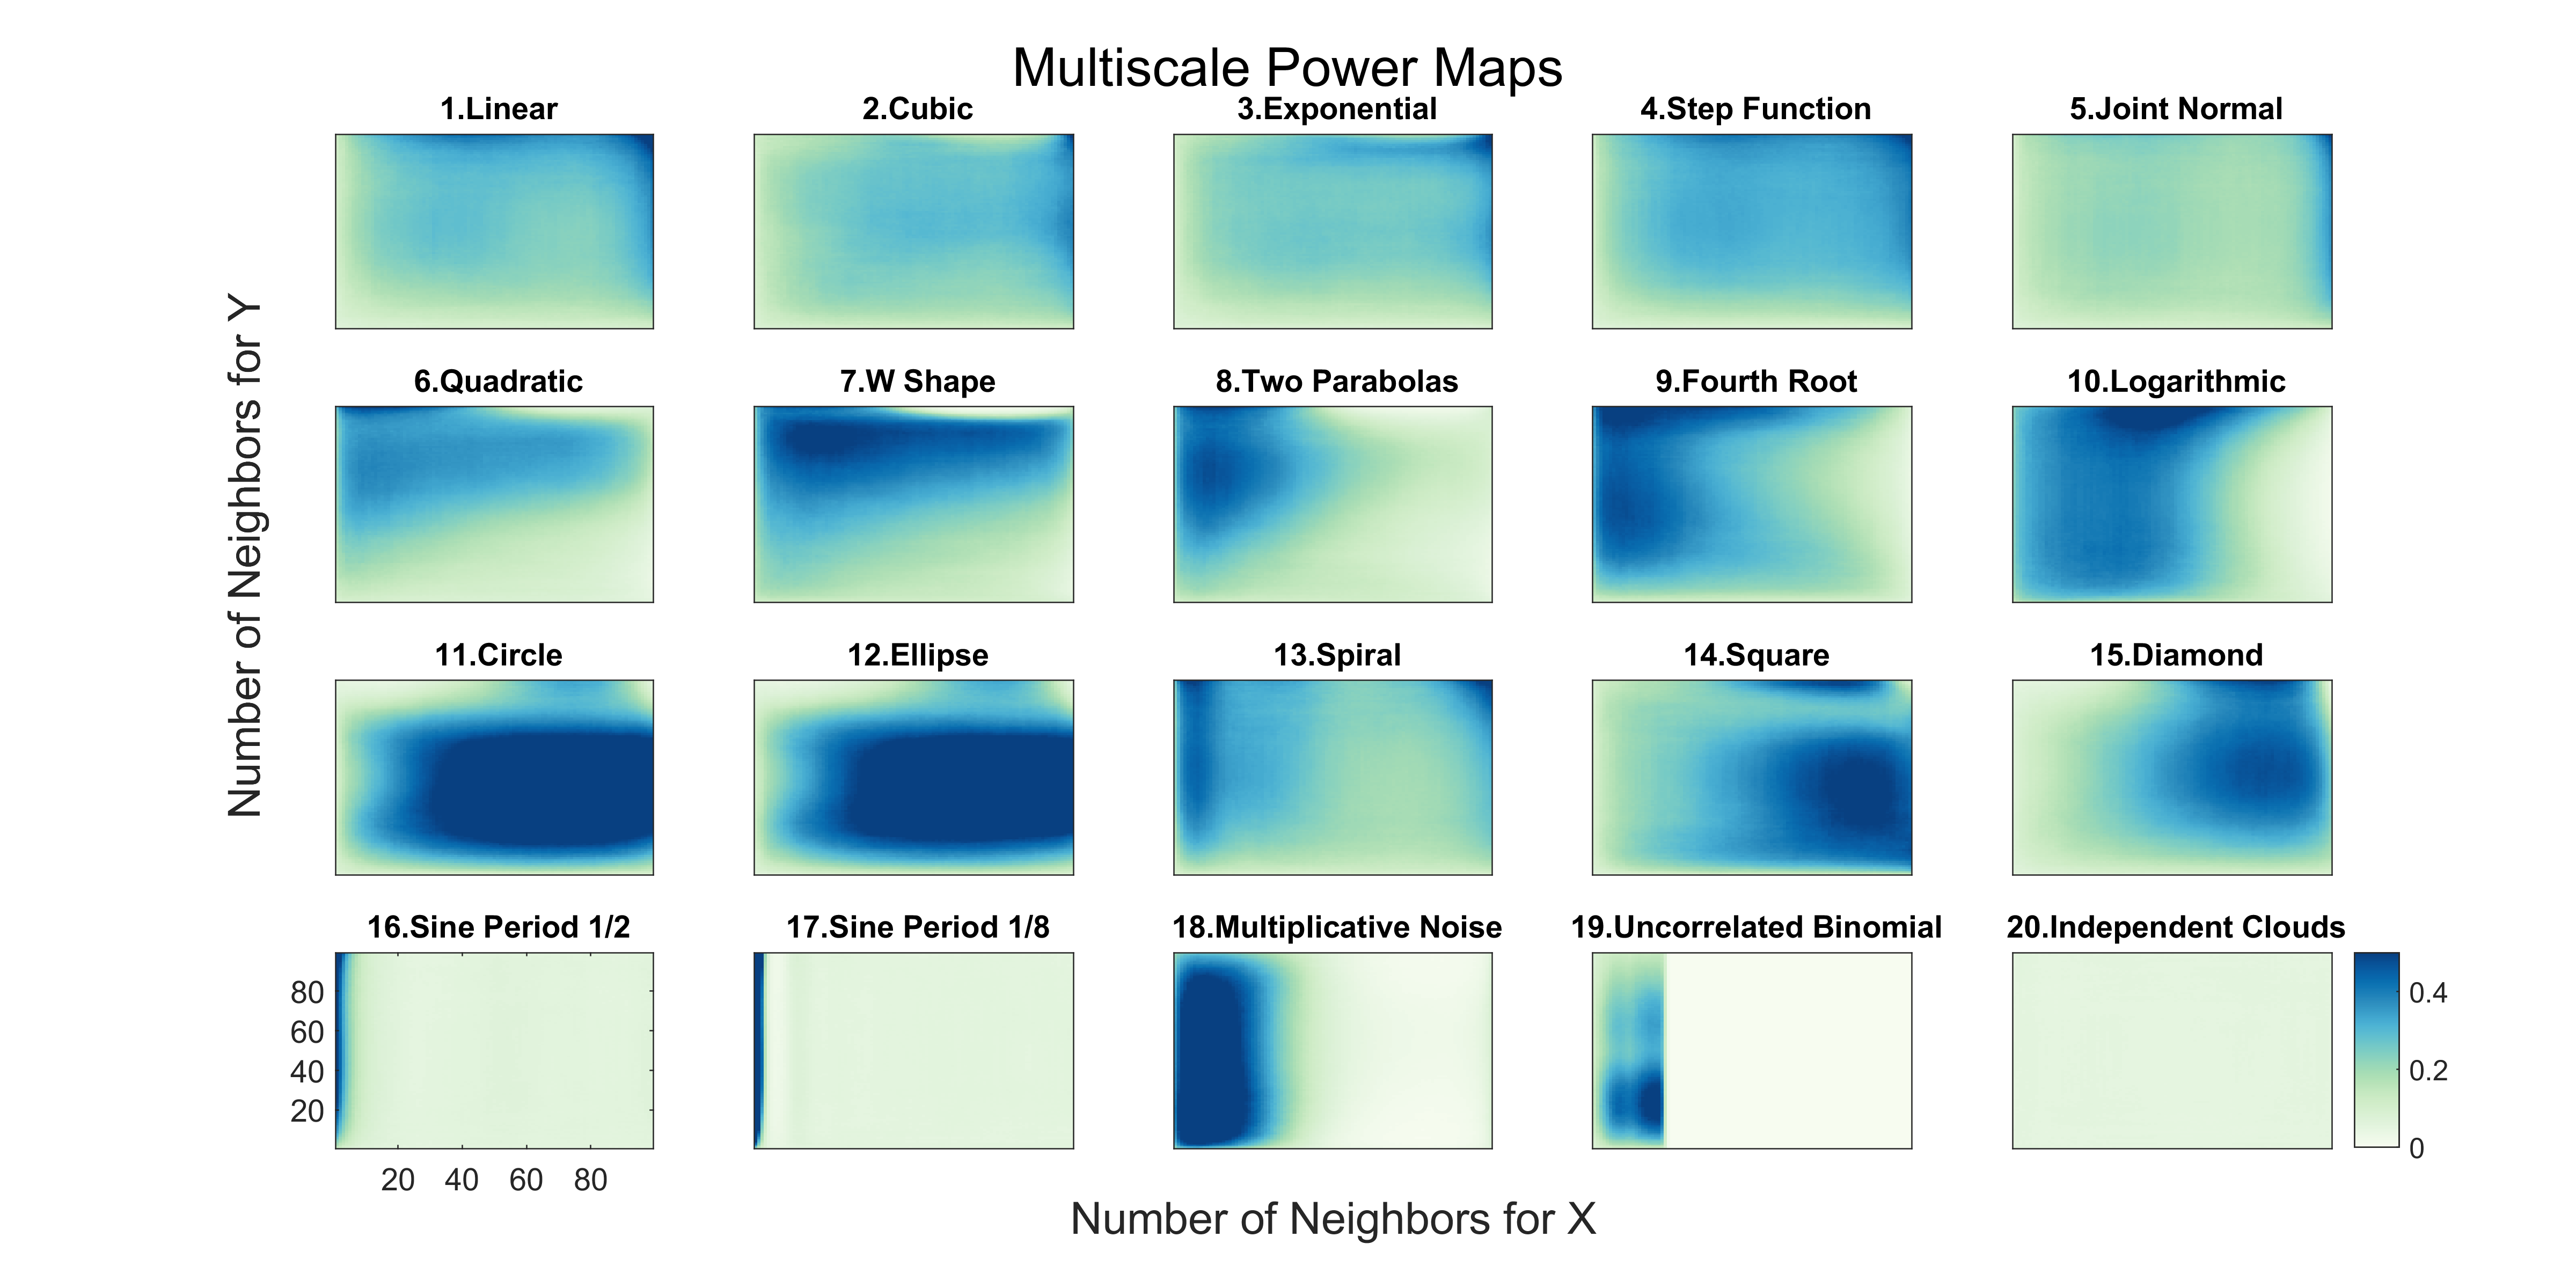 Multiscale Power Maps
1.Linear
2.Cubic
3.Exponential
4.Step Function
5.Joint Normal
6.Quadratic
7.W Shape
8.Two Parabolas
9.Fourth Root
10.Logarithmic
Number of Neighbors for Y
11.Circle
12.Ellipse
13.Spiral
14.Square
15.Diamond
16.Sine Period 1/2
17.Sine Period 1/8
18.Multiplicative Noise
19.Uncorrelated Binomial
20.Independent Clouds
80
60
40
20
20 40 60 80
0.4
0.2
0
Number of Neighbors for X